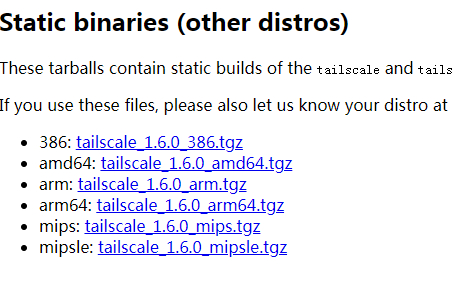 Static binaries (other distros)
These tarballs contain static builds of the tailscale and tails
If you use these files, please also let us know your distro at
386: tailscale_1.6.0_386.tgz
amd64: tailscale_1.6.0_amd64.tgz
arm: tailscale_1.6.0_arm.tgz
arm64: tailscale_1.6.0_arm64.tgz
mips: tailscale_1.6.0_mips.tgz
mipsle: tailscale_1.6.0_mipsle.tgz